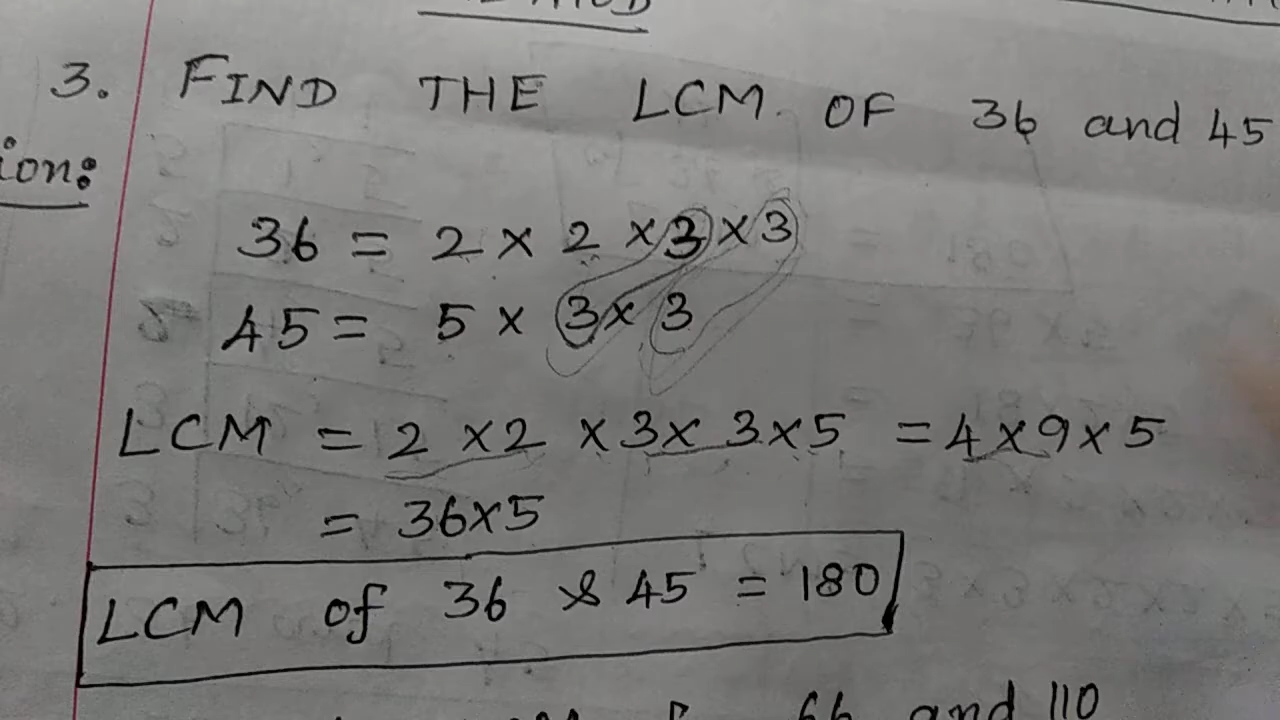 3. FIND THE LCM OF 36 and 45
ion:
36 = 2 × 2 × 3 × 3
45 = 5 × 3 × 3
LCM = 2 × 2 × 3 × 3 × 5 = 4 × 9 × 5
= 36 × 5
LCM of 36 & 45 = 180
66 and 110